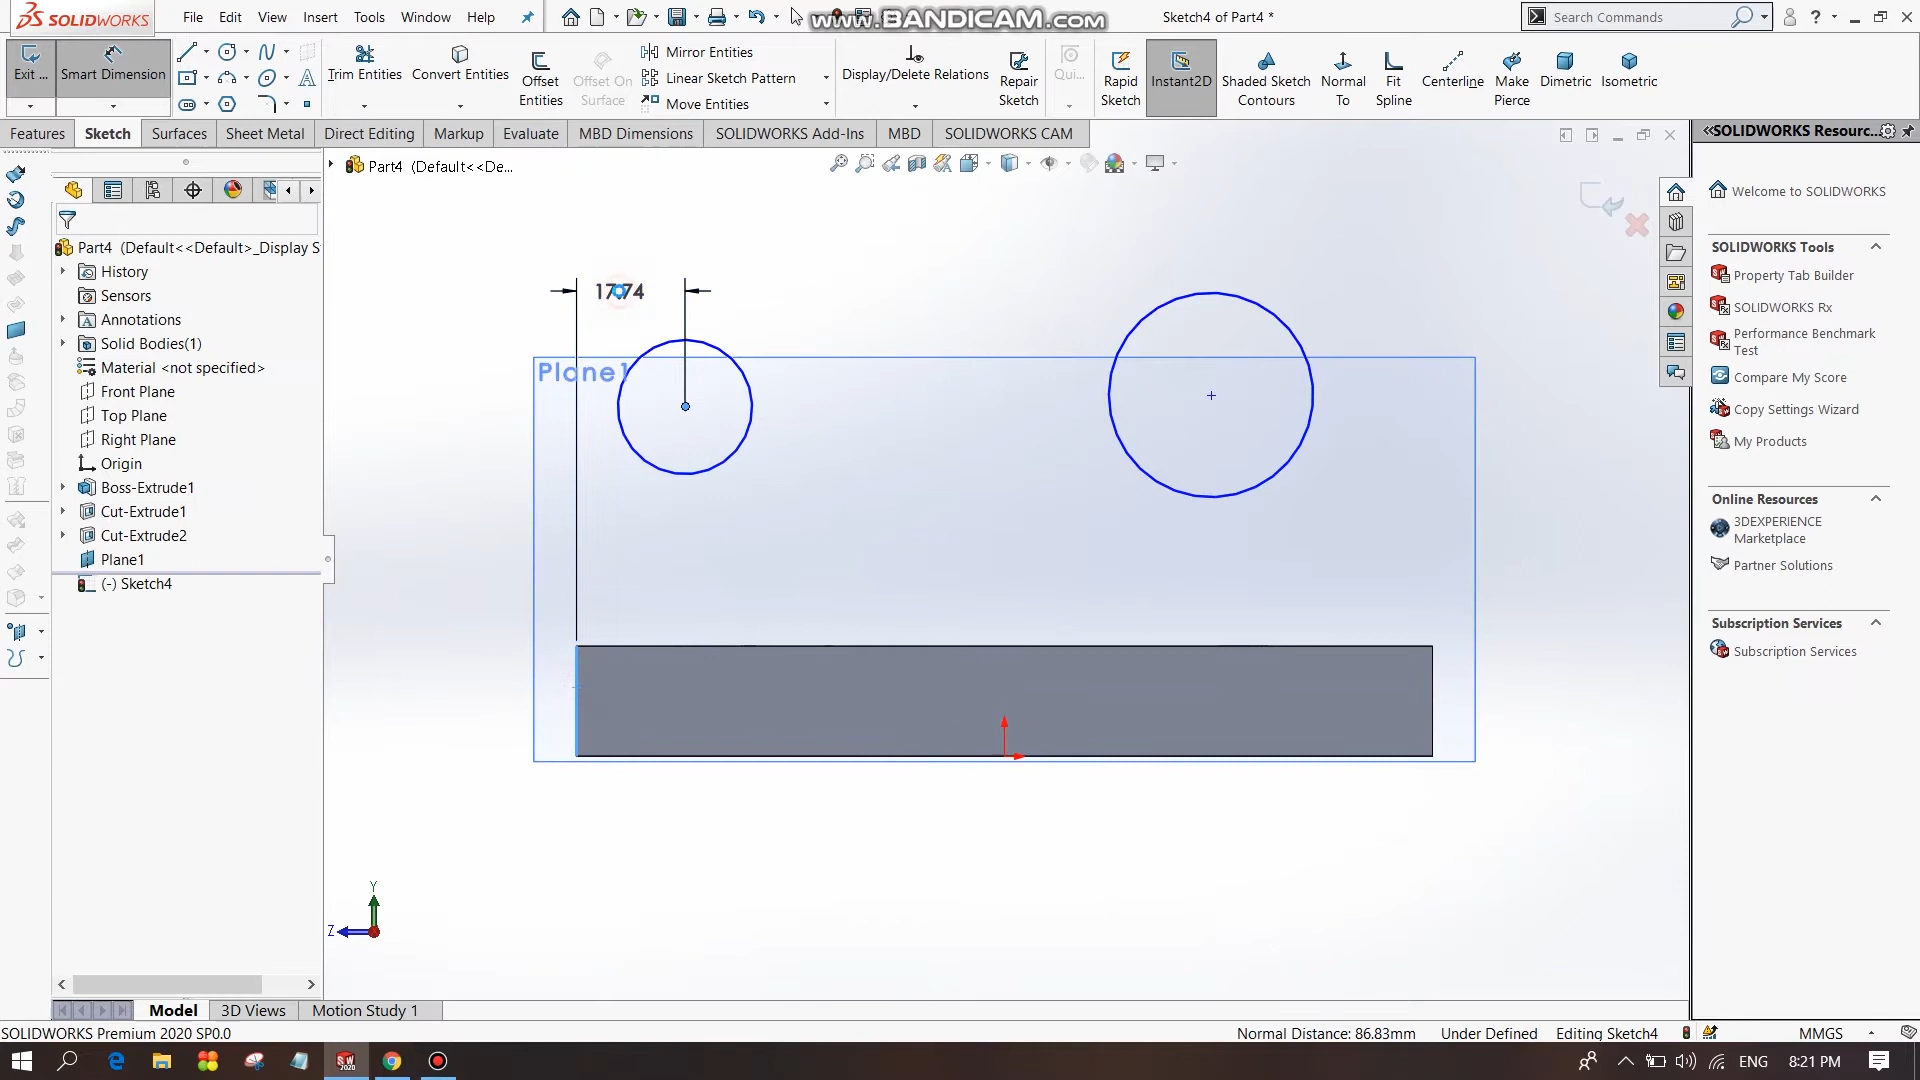 SOLIDWORKS File Edit View Insert Tools Window Help www.BANDICAM.com Sketch4 of Part4 * Search Commands
Exit ... Smart Dimension Trim Entities Convert Entities Offset Entities Offset On Surface Mirror Entities Linear Sketch Pattern Move Entities Display/Delete Relations Repair Sketch Qui... Rapid Sketch Instant2D Shaded Sketch Contours Normal To Fit Spline Centerline Make Pierce Dimetric Isometric
Features Sketch Surfaces Sheet Metal Direct Editing Markup Evaluate MBD Dimensions SOLIDWORKS Add-Ins MBD SOLIDWORKS CAM
Part4 (Default<<De...
Part4 (Default<<Default>_Display S
History
Sensors
Annotations
Solid Bodies(1)
Material <not specified>
Front Plane
Top Plane
Right Plane
Origin
Boss-Extrude1
Cut-Extrude1
Cut-Extrude2
Plane1
(-) Sketch4
17.74
Plane1
Y
Z
SOLIDWORKS Resourc...
Welcome to SOLIDWORKS
SOLIDWORKS Tools
Property Tab Builder
SOLIDWORKS Rx
Performance Benchmark
Test
Compare My Score
Copy Settings Wizard
My Products
Online Resources
3DEXPERIENCE
Marketplace
Partner Solutions
Subscription Services
Subscription Services
Model 3D Views Motion Study 1
SOLIDWORKS Premium 2020 SP0.0 Normal Distance: 86.83mm Under Defined Editing Sketch4 MMGS
ENG 8:21 PM